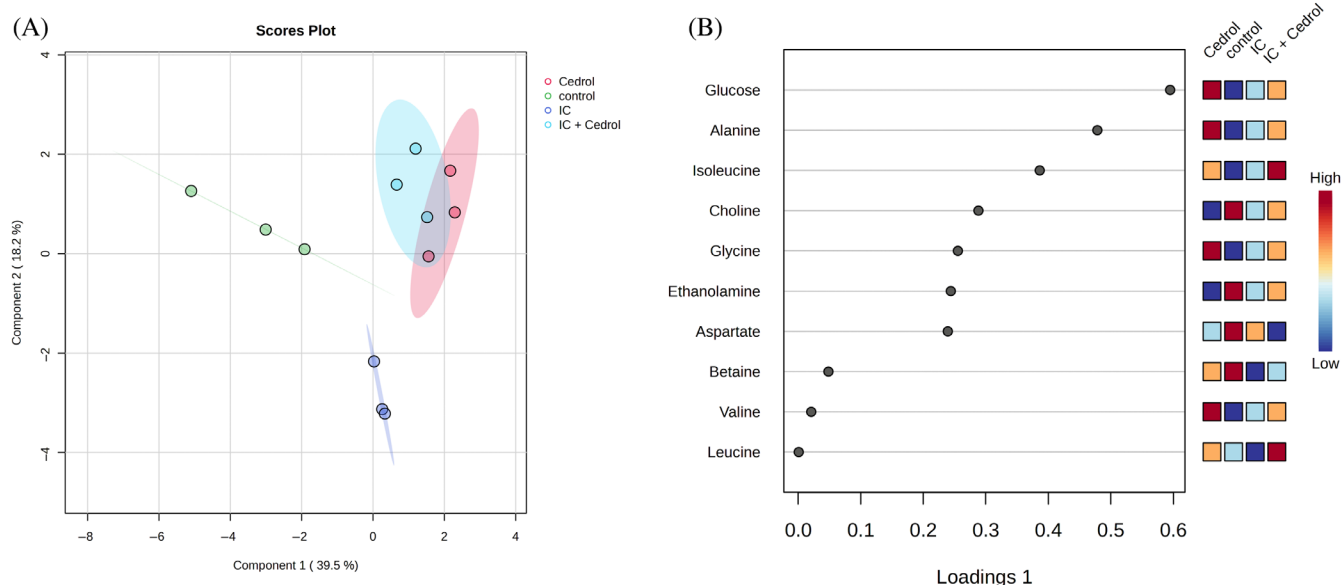 (A)
Scores Plot
4
2
0
−2
−4
Component 2 ( 18.2 %)
−8
−6
−4
−2
0
2
4
Component 1 ( 39.5 %)
Cedrol
control
IC
IC + Cedrol
(B)
Cedrol
control
IC
IC + Cedrol
Glucose
Alanine
Isoleucine
Choline
Glycine
Ethanolamine
Aspartate
Betaine
Valine
Leucine
0.0
0.1
0.2
0.3
0.4
0.5
0.6
Loadings 1
High
Low